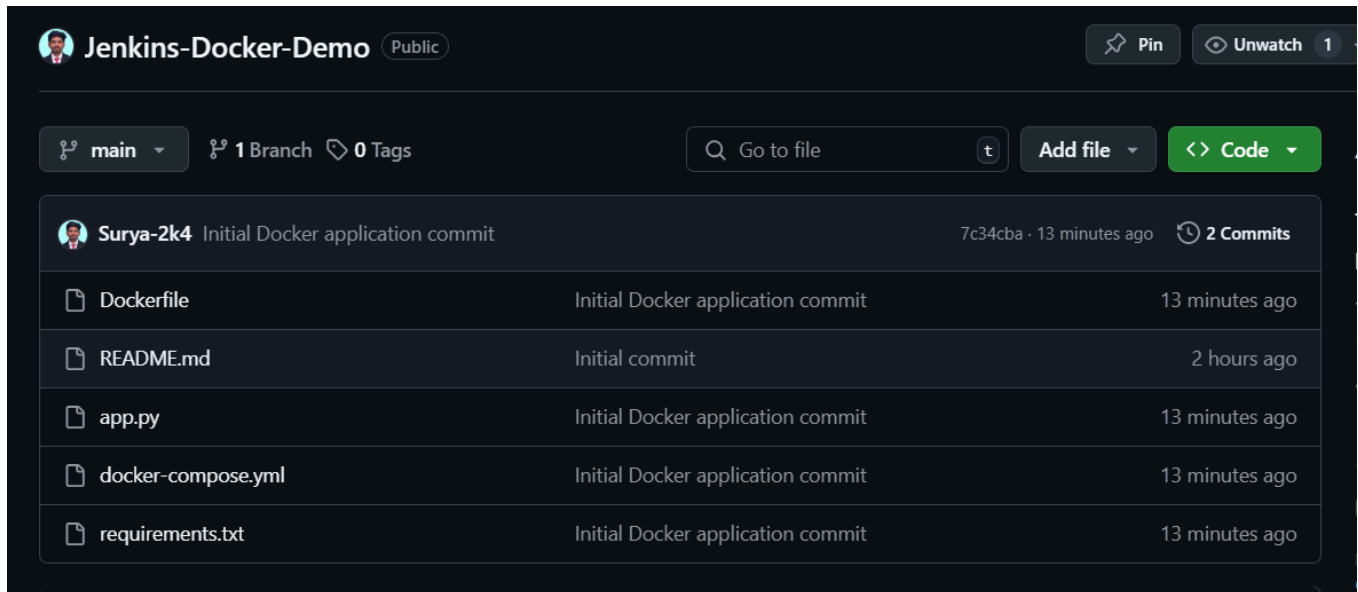 Jenkins-Docker-Demo Public Pin Unwatch 1
main 1 Branch 0 Tags Go to file t Add file Code
Surya-2k4 Initial Docker application commit 7c34cba · 13 minutes ago 2 Commits
Dockerfile Initial Docker application commit 13 minutes ago
README.md Initial commit 2 hours ago
app.py Initial Docker application commit 13 minutes ago
docker-compose.yml Initial Docker application commit 13 minutes ago
requirements.txt Initial Docker application commit 13 minutes ago